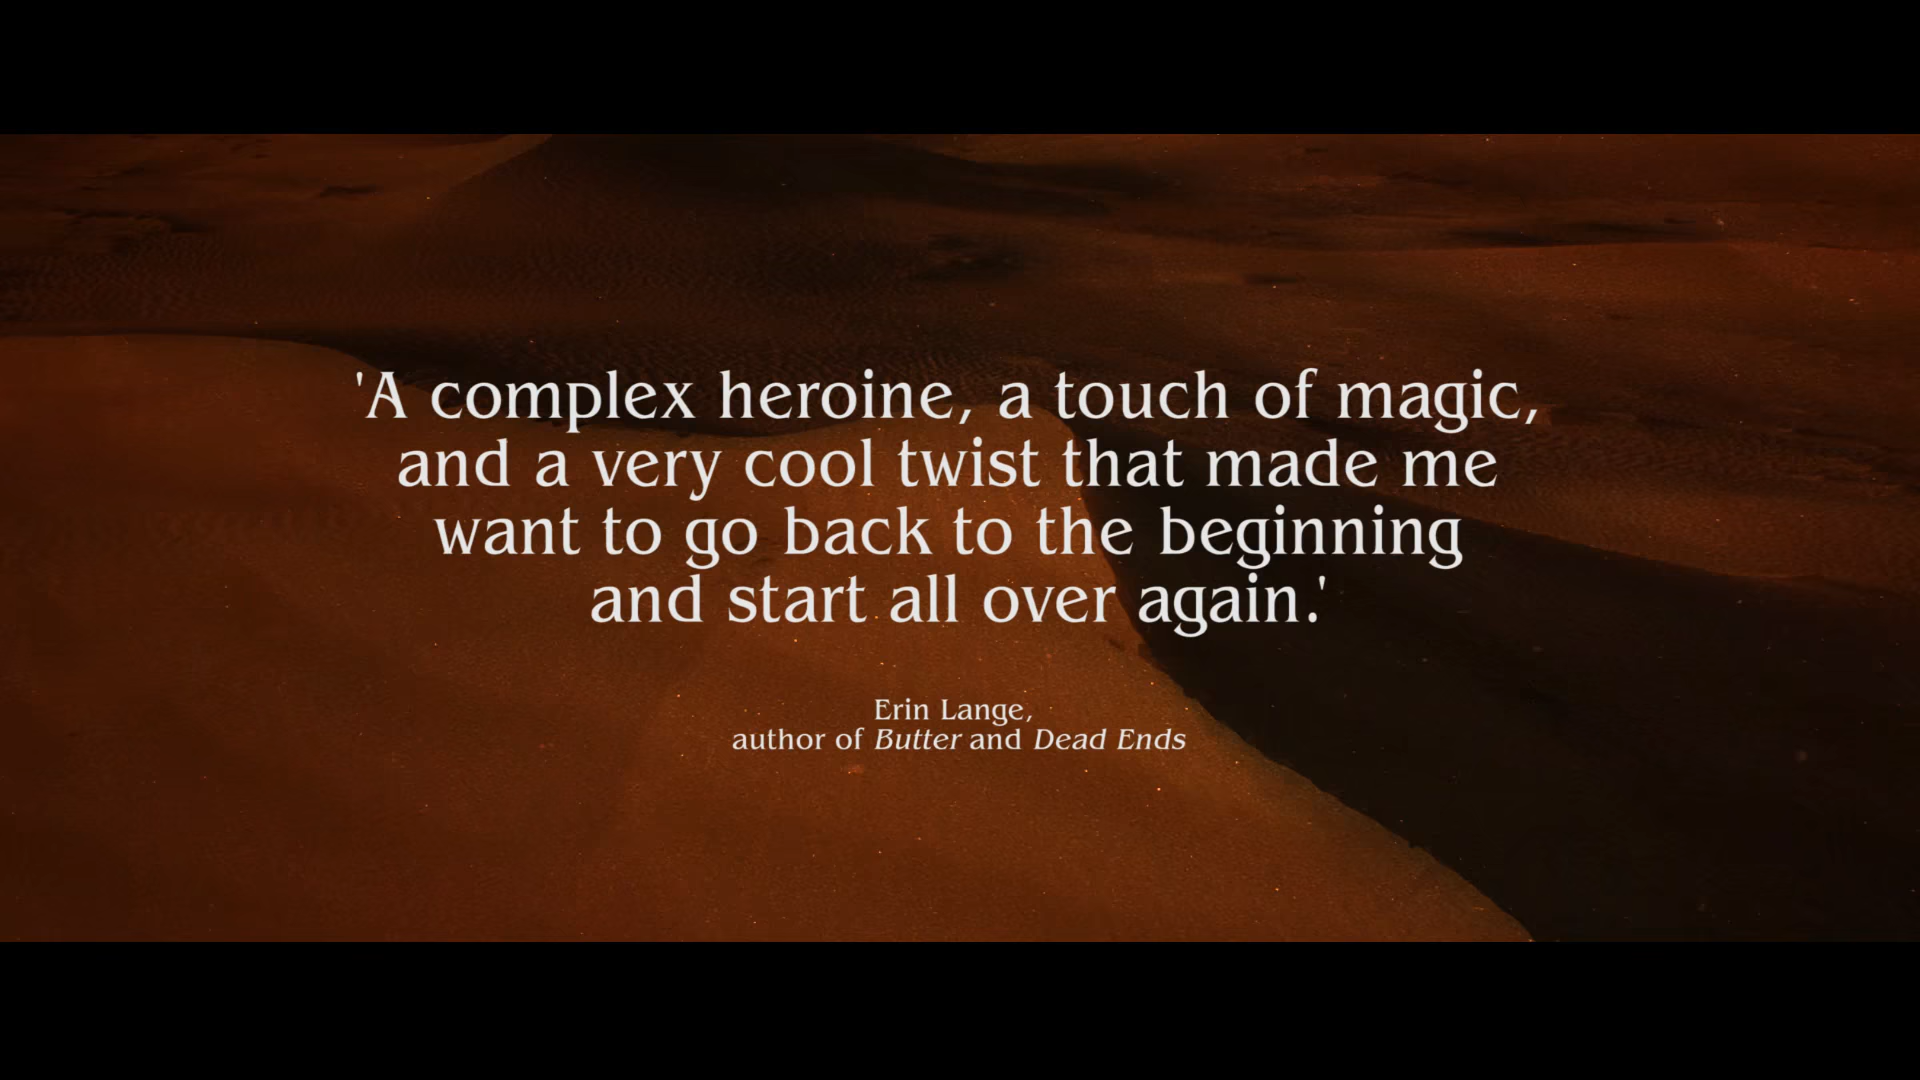 'A complex heroine, a touch of magic,
and a very cool twist that made me
want to go back to the beginning
and start all over again.'
Erin Lange,
author of Butter and Dead Ends